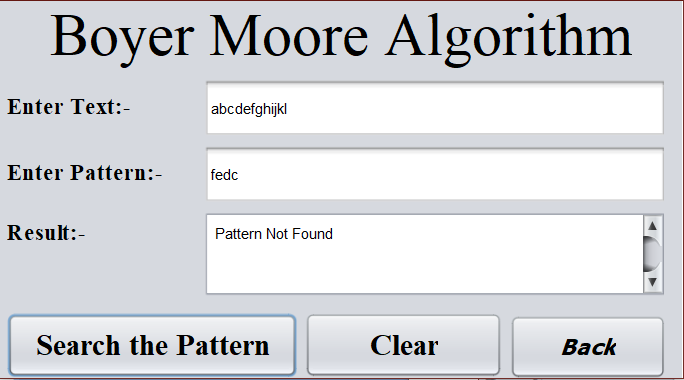 Boyer Moore Algorithm
Enter Text:- abcdefghijkl
Enter Pattern:- fedc
Result:- Pattern Not Found
Search the Pattern Clear Back